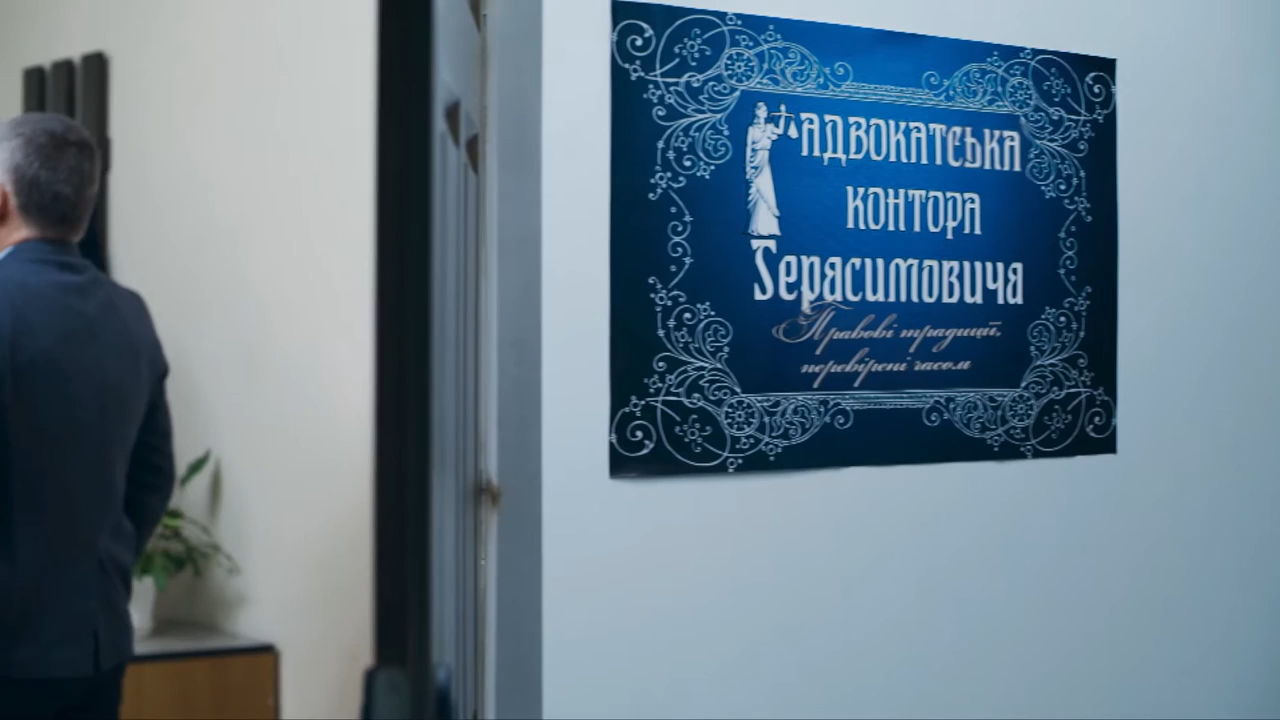 АДВОКАТСЬКА
КОНТОРА
Герасимовича
Правові традиції,
перевірені часом